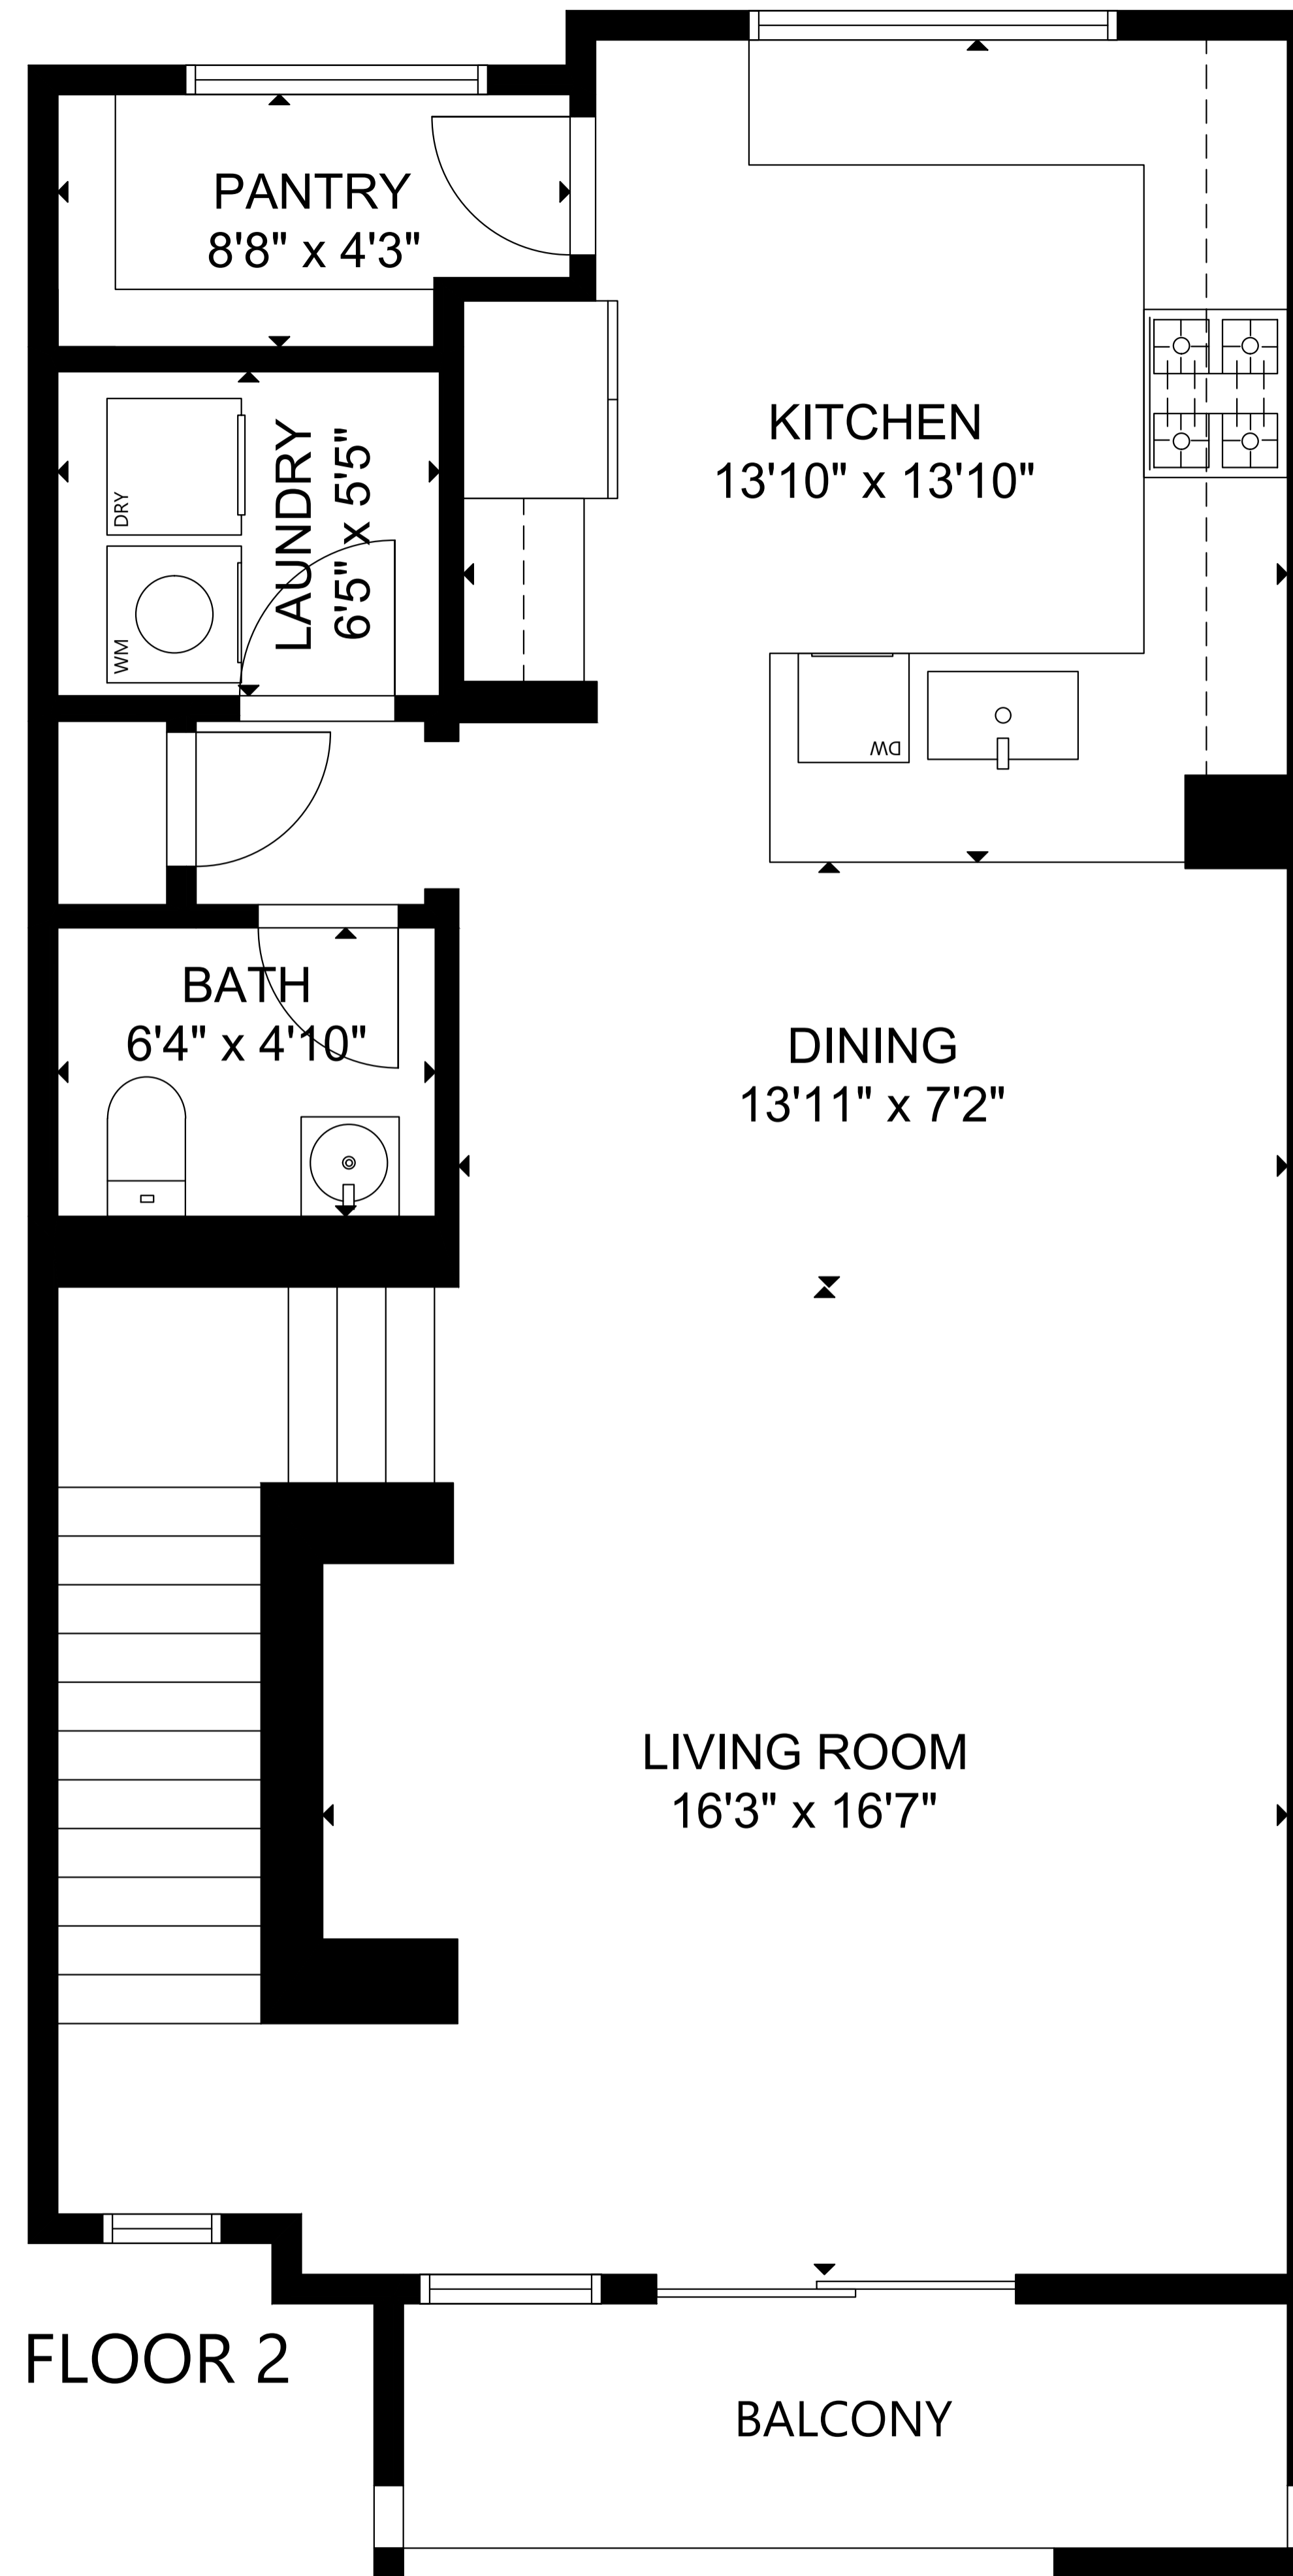 PANTRY
8'8" x 4'3"
KITCHEN
13'10" x 13'10"
LAUNDRY
6'5" x 5'5"
DRY
WM
DW
BATH
6'4" x 4'10"
DINING
13'11" x 7'2"
LIVING ROOM
16'3" x 16'7"
FLOOR 2
BALCONY